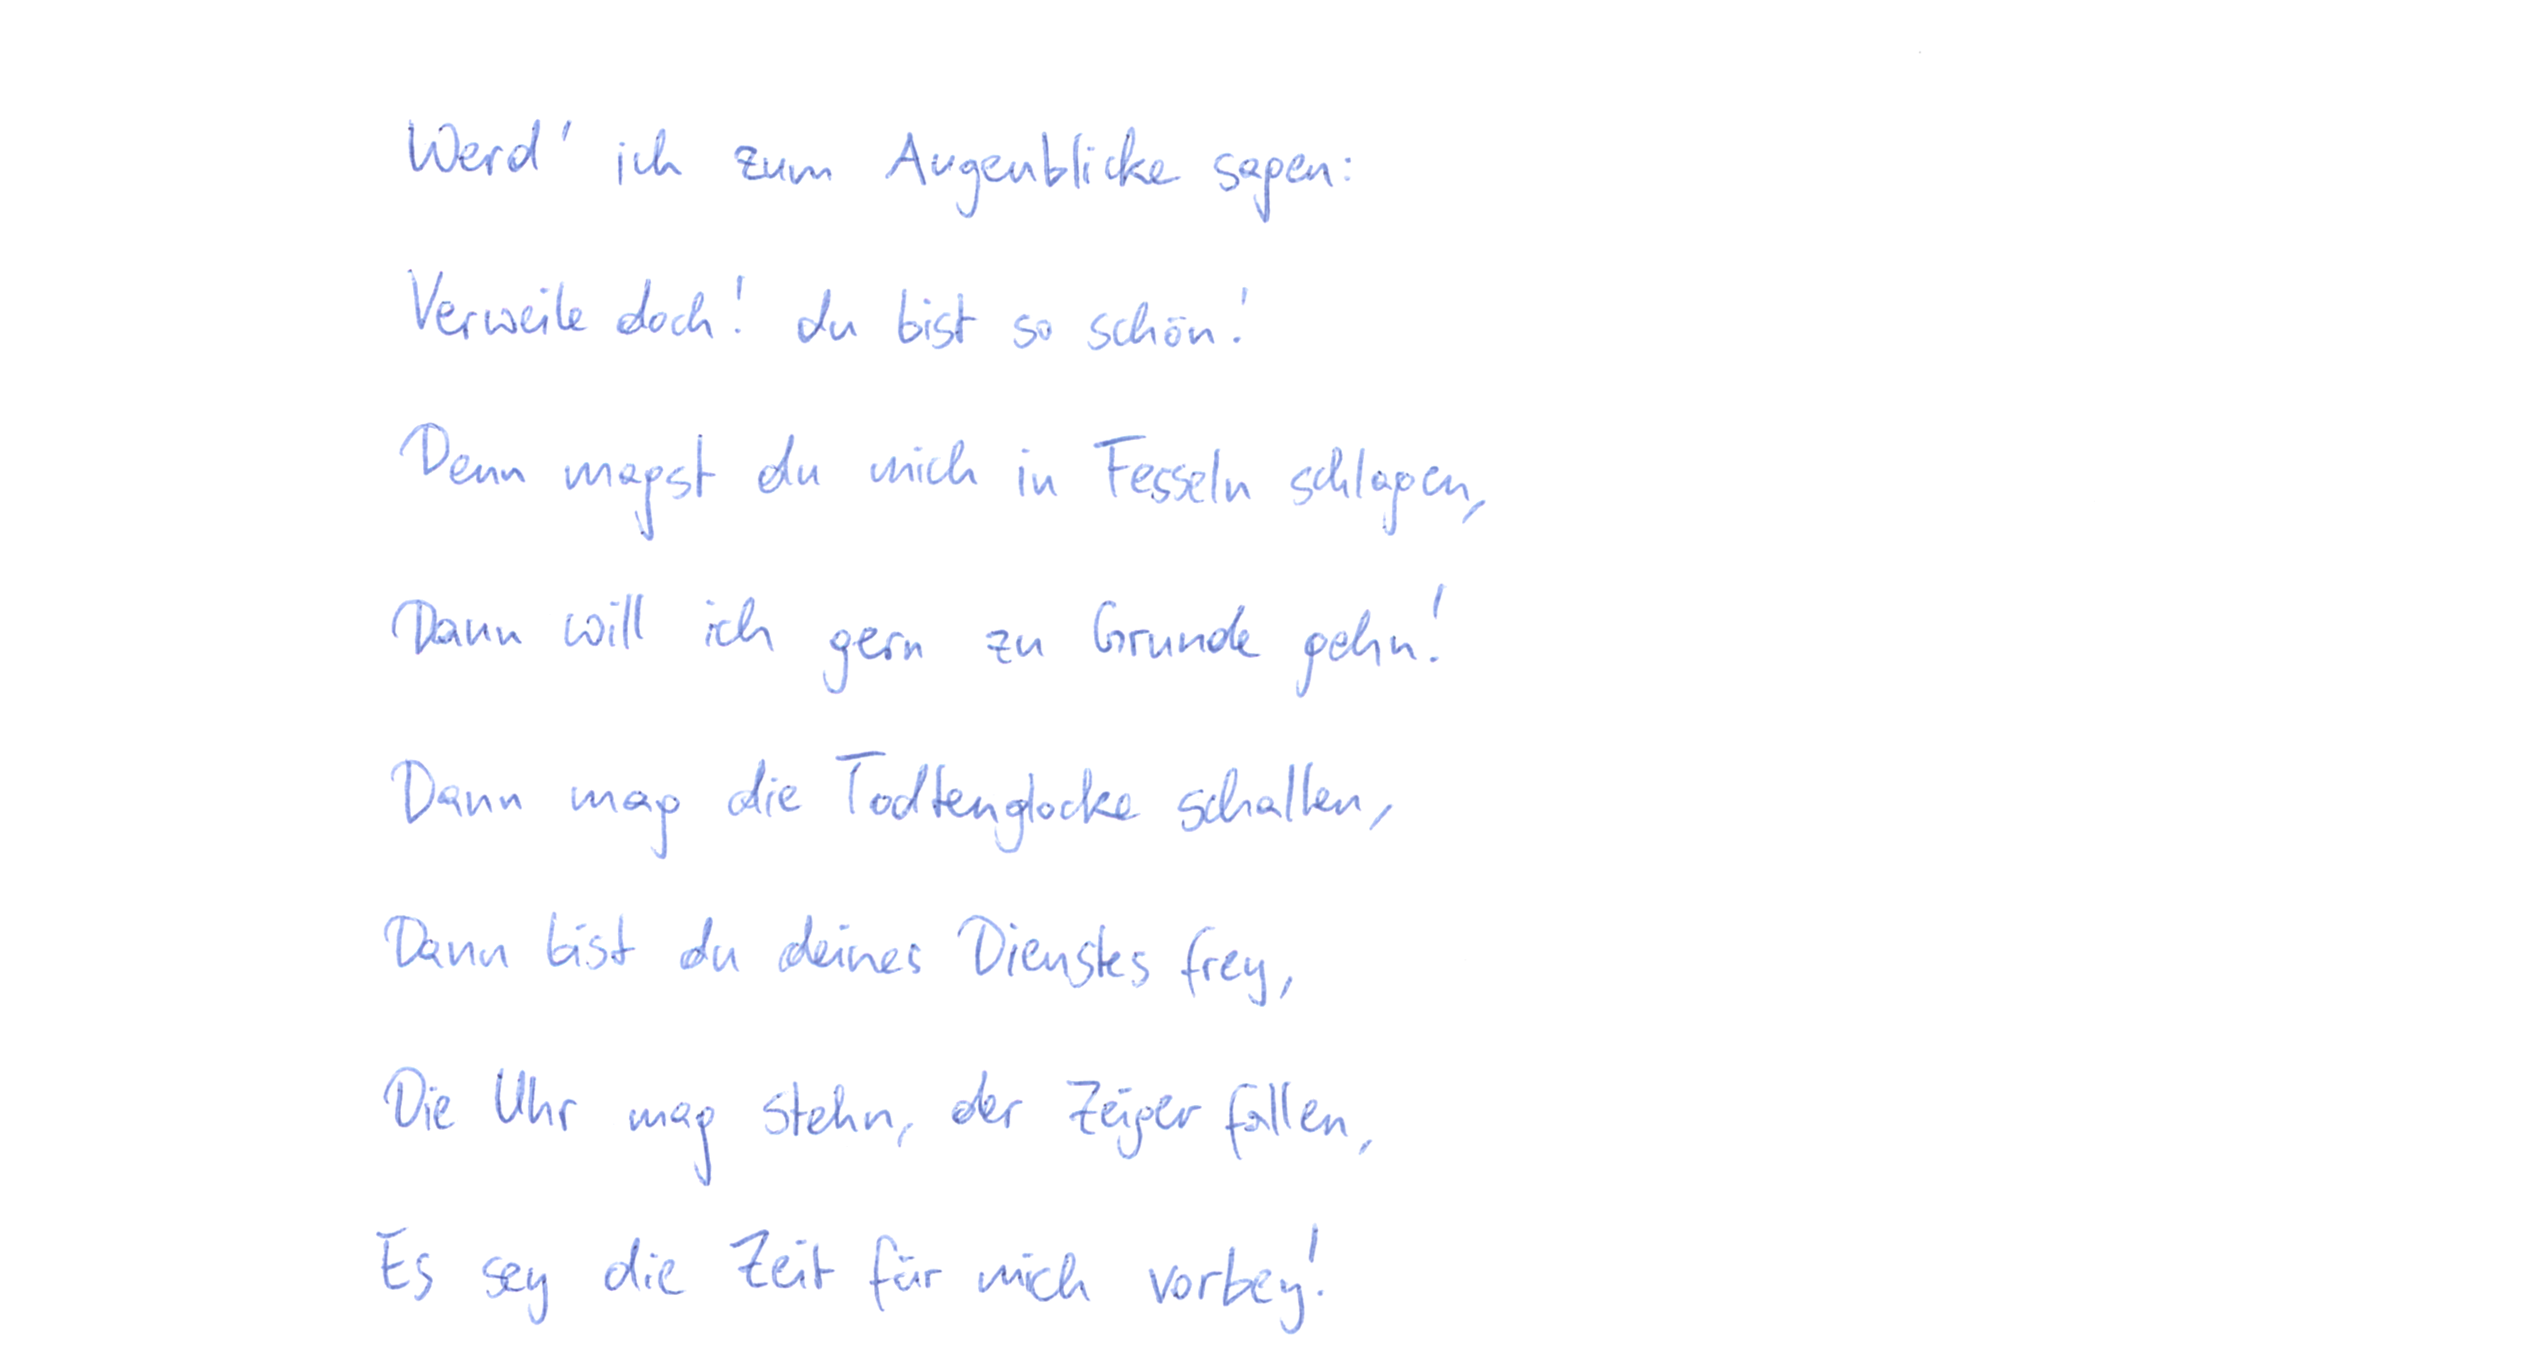 Werd' ich zum Augenblicke sagen:
Verweile doch! du bist so schön!
Denn magst du mich in Fesseln schlagen,
Dann will ich gern zu Grunde gehn!
Dann mag die Todtenglocke schallen,
Dann bist du deines Dienstes frey,
Die Uhr mag stehn, der Zeiger fallen,
Es sey die Zeit für mich vorbey!